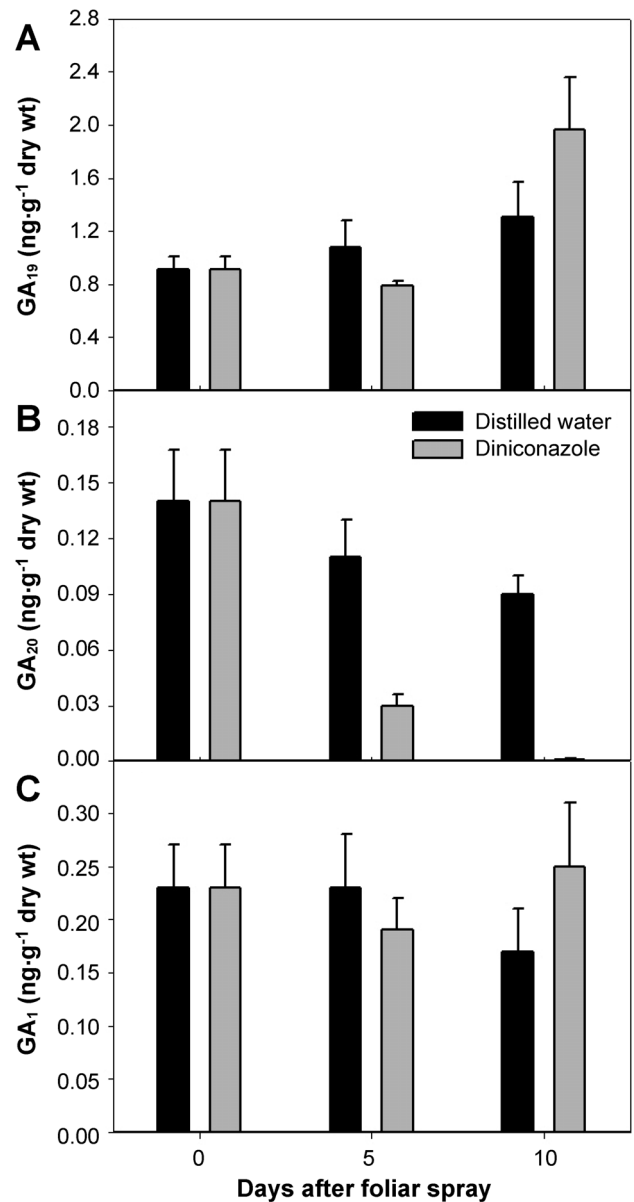 A
GA₁₉ (ng·g⁻¹ dry wt)
2.8
2.4
2.0
1.6
1.2
0.8
0.4
0.0
B
GA₂₀ (ng·g⁻¹ dry wt)
0.18
0.15
0.12
0.09
0.06
0.03
0.00
Distilled water
Diniconazole
C
GA₁ (ng·g⁻¹ dry wt)
0.30
0.25
0.20
0.15
0.10
0.05
0.00
0 5 10
Days after foliar spray